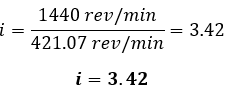 i = 1440 rev/min / 421.07 rev/min = 3.42
i = 3.42